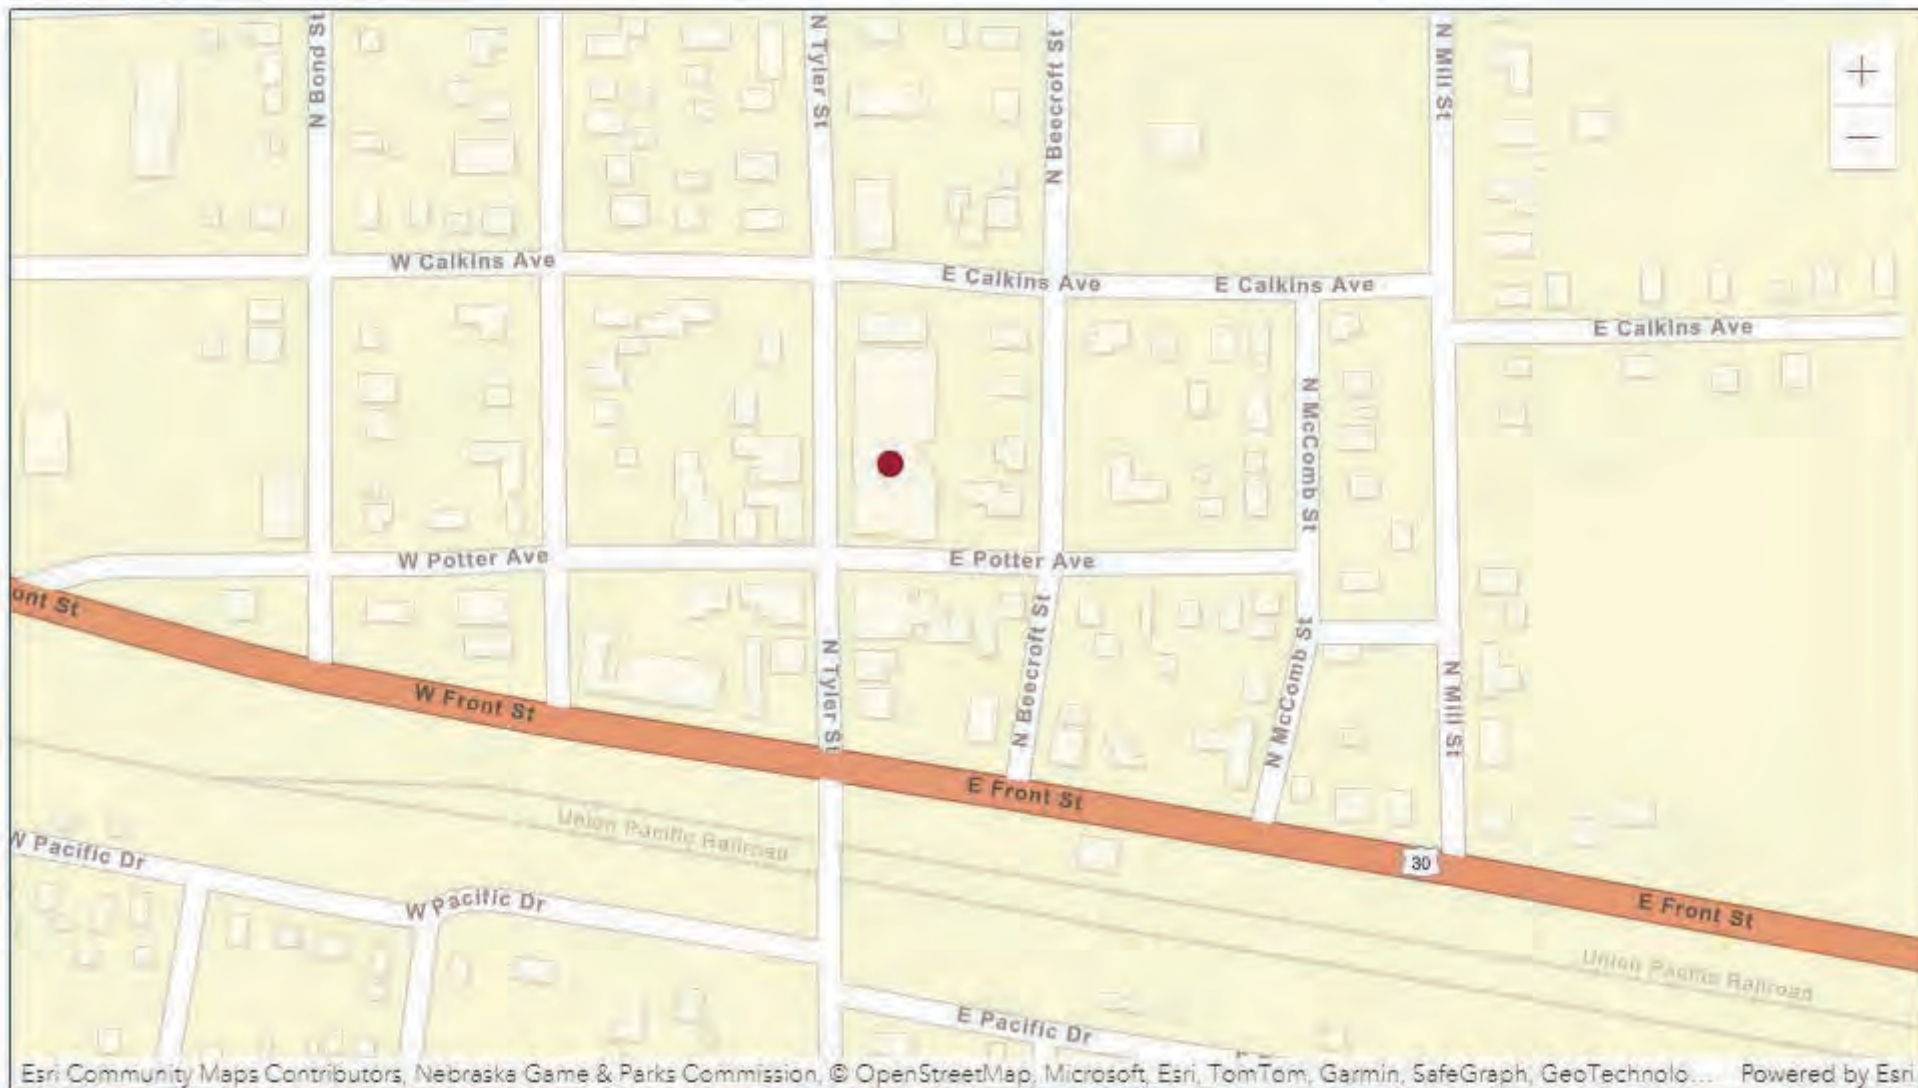 N Bond St
N Tyler St
N Beecroft St
N Mill St
+
−
W Calkins Ave
E Calkins Ave
E Calkins Ave
E Calkins Ave
N McComb St
W Potter Ave
E Potter Ave
ont St
N Beecroft St
N McComb St
N Tyler St
N Mill St
W Front St
E Front St
Union Pacific Railroad
30
W Pacific Dr
W Pacific Dr
E Front St
Union Pacific Railroad
E Pacific Dr
Esri Community Maps Contributors, Nebraska Game & Parks Commission, © OpenStreetMap, Microsoft, Esri, TomTom, Garmin, SafeGraph, GeoTechnolo... Powered by Esri